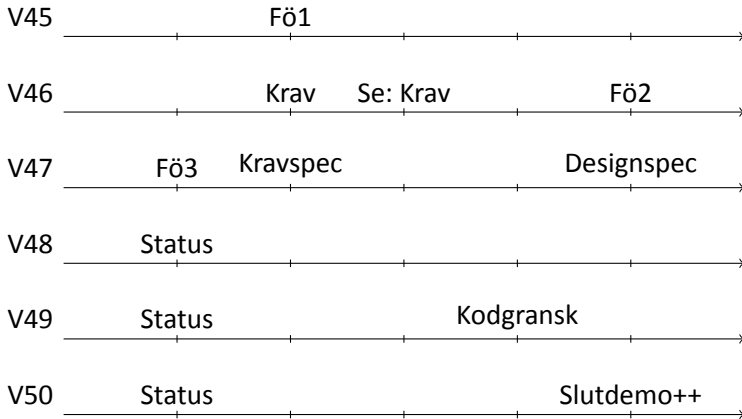 V45 Fö1
V46 Krav Se: Krav Fö2
V47 Fö3 Kravspec Designspec
V48 Status
V49 Status Kodgransk
V50 Status Slutdemo++